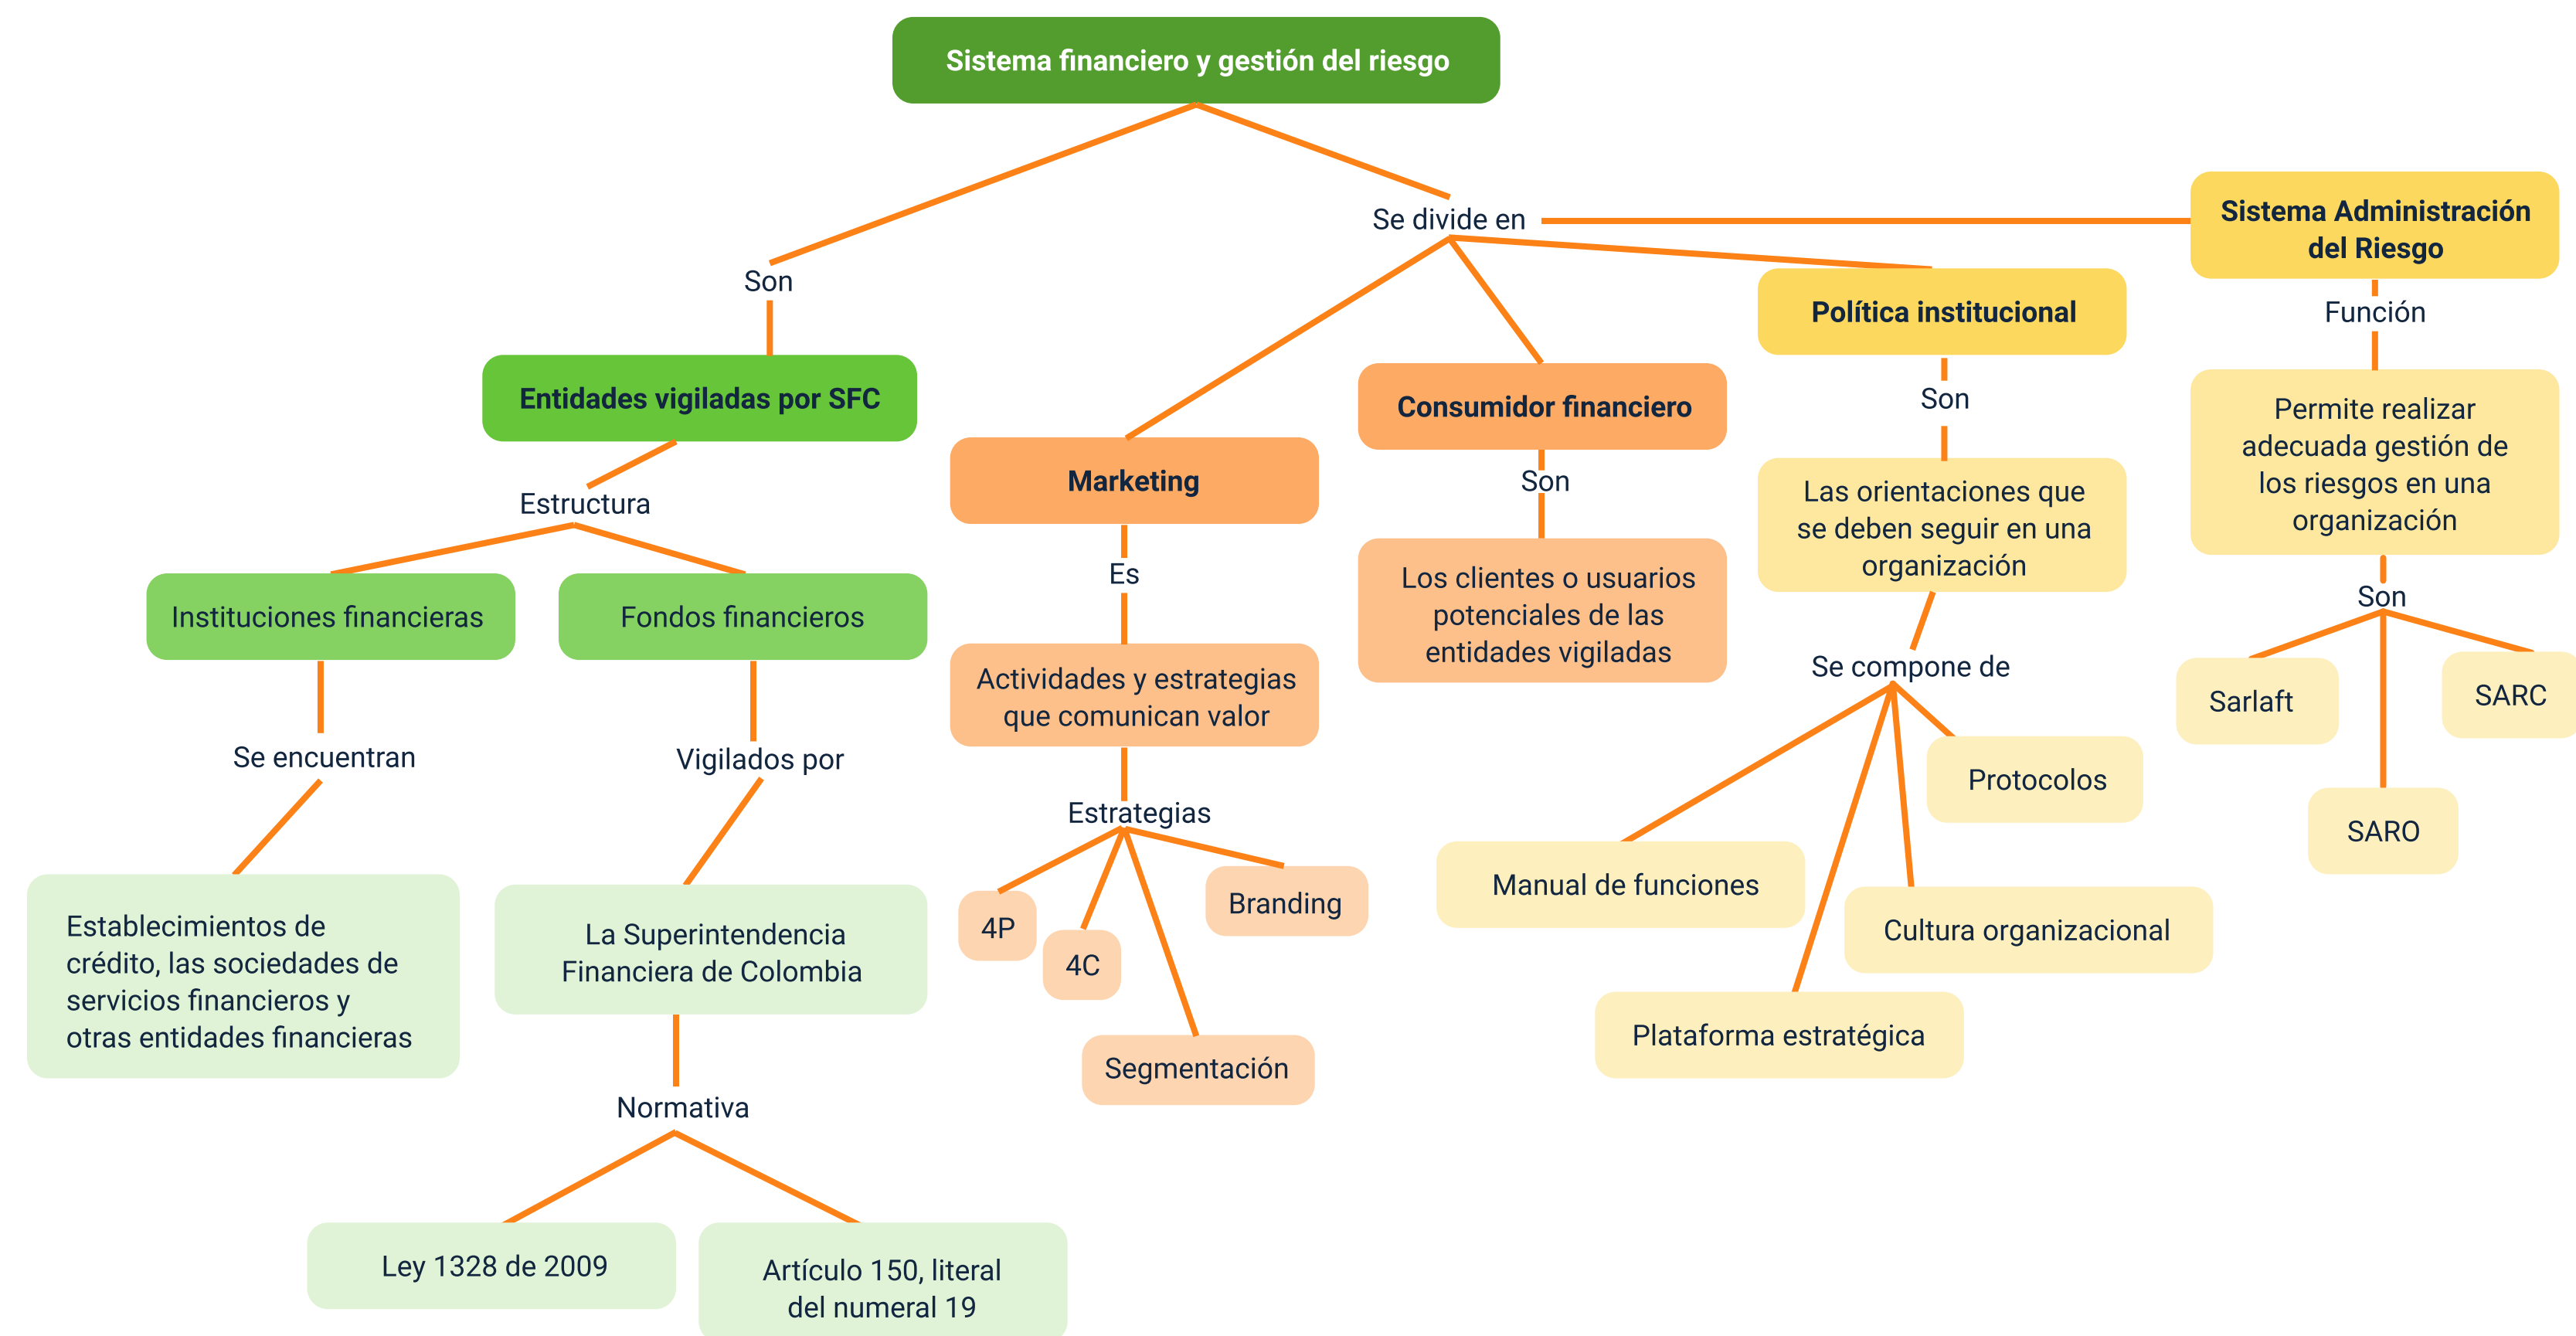 Sistema financiero y gestión del riesgo
Se divide en
Sistema Administración
del Riesgo
Son
Política institucional
Función
Entidades vigiladas por SFC
Consumidor financiero
Son
Permite realizar
adecuada gestión de
los riesgos en una
organización
Estructura
Marketing
Son
Las orientaciones que
se deben seguir en una
organización
Instituciones financieras
Fondos financieros
Es
Los clientes o usuarios
potenciales de las
entidades vigiladas
Son
Se encuentran
Vigilados por
Actividades y estrategias
que comunican valor
Se compone de
Sarlaft
SARC
Estrategias
Protocolos
SARO
Establecimientos de
crédito, las sociedades de
servicios financieros y
otras entidades financieras
La Superintendencia
Financiera de Colombia
4P
4C
Branding
Manual de funciones
Cultura organizacional
Segmentación
Plataforma estratégica
Normativa
Ley 1328 de 2009
Artículo 150, literal
del numeral 19